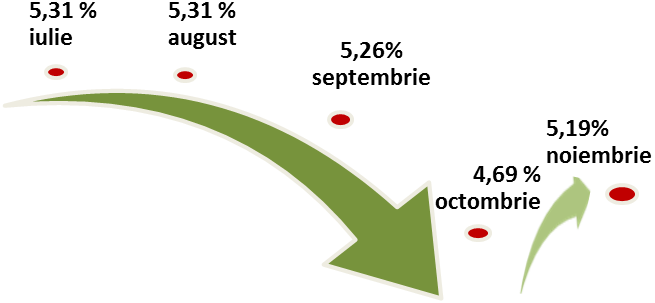 5,31 %
iulie
5,31 %
august
5,26%
septembrie
4,69 %
octombrie
5,19%
noiembrie